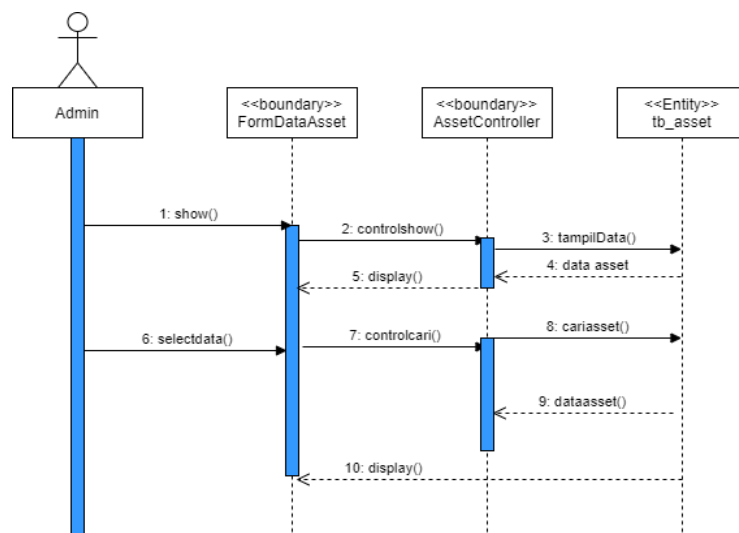 Admin
<<boundary>>
FormDataAsset
<<boundary>>
AssetController
<<Entity>>
tb_asset
1: show()
2: controlshow()
3: tampilData()
4: data asset
5: display()
6: selectdata()
7: controlcari()
8: cariasset()
9: dataasset()
10: display()